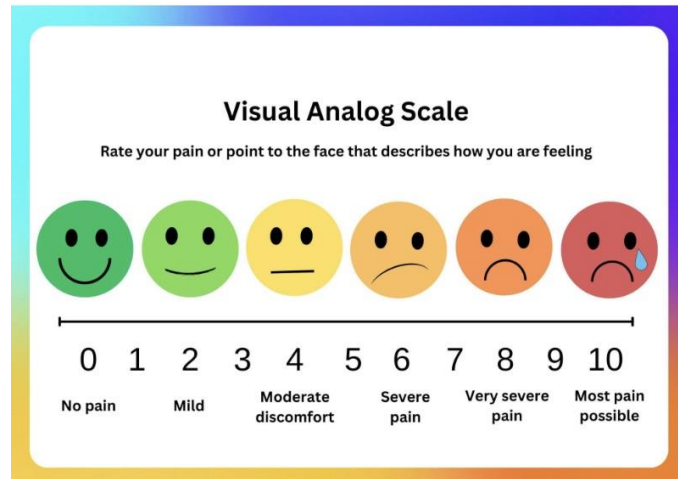 Visual Analog Scale
Rate your pain or point to the face that describes how you are feeling
0 1 2 3 4 5 6 7 8 9 10
No pain
Mild
Moderate
discomfort
Severe
pain
Very severe
pain
Most pain
possible